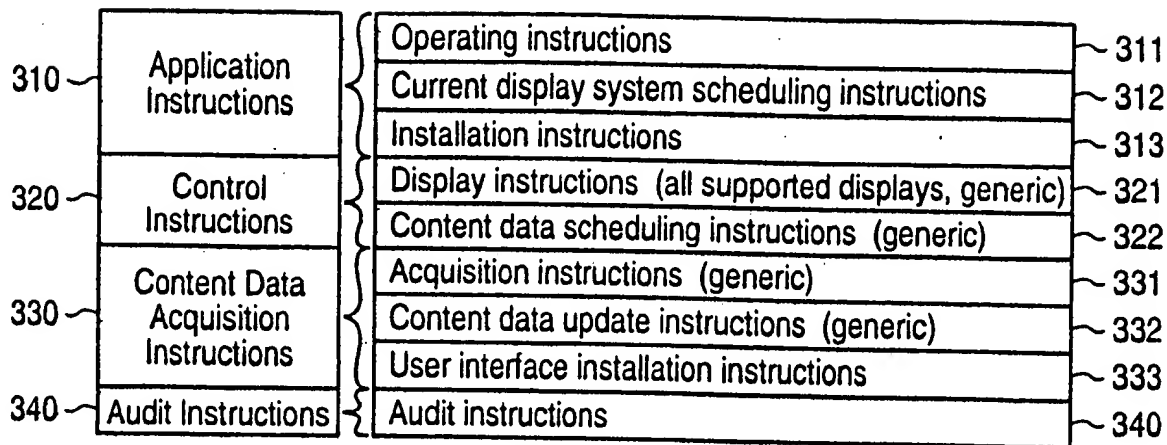 310
Application
Instructions
Operating instructions
311
Current display system scheduling instructions
312
Installation instructions
313
320
Control
Instructions
Display instructions (all supported displays, generic)
321
Content data scheduling instructions (generic)
322
330
Content Data
Acquisition
Instructions
Acquisition instructions (generic)
331
Content data update instructions (generic)
332
User interface installation instructions
333
340
Audit Instructions
Audit instructions
340